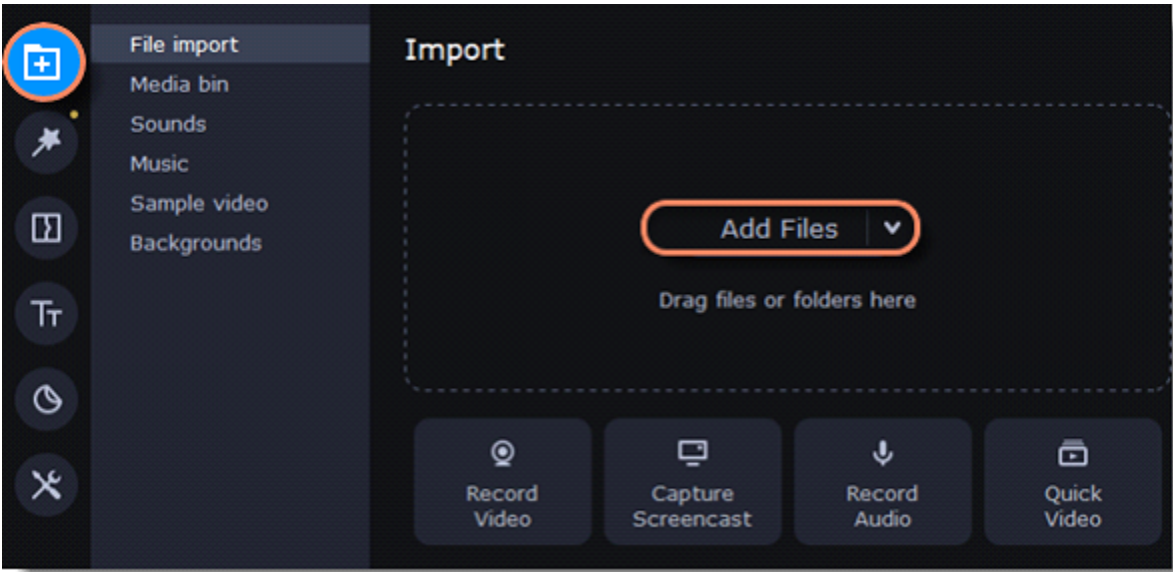 File import
Media bin
Sounds
Music
Sample video
Backgrounds
Import
Add Files
Drag files or folders here
Record
Video
Capture
Screencast
Record
Audio
Quick
Video
Tт